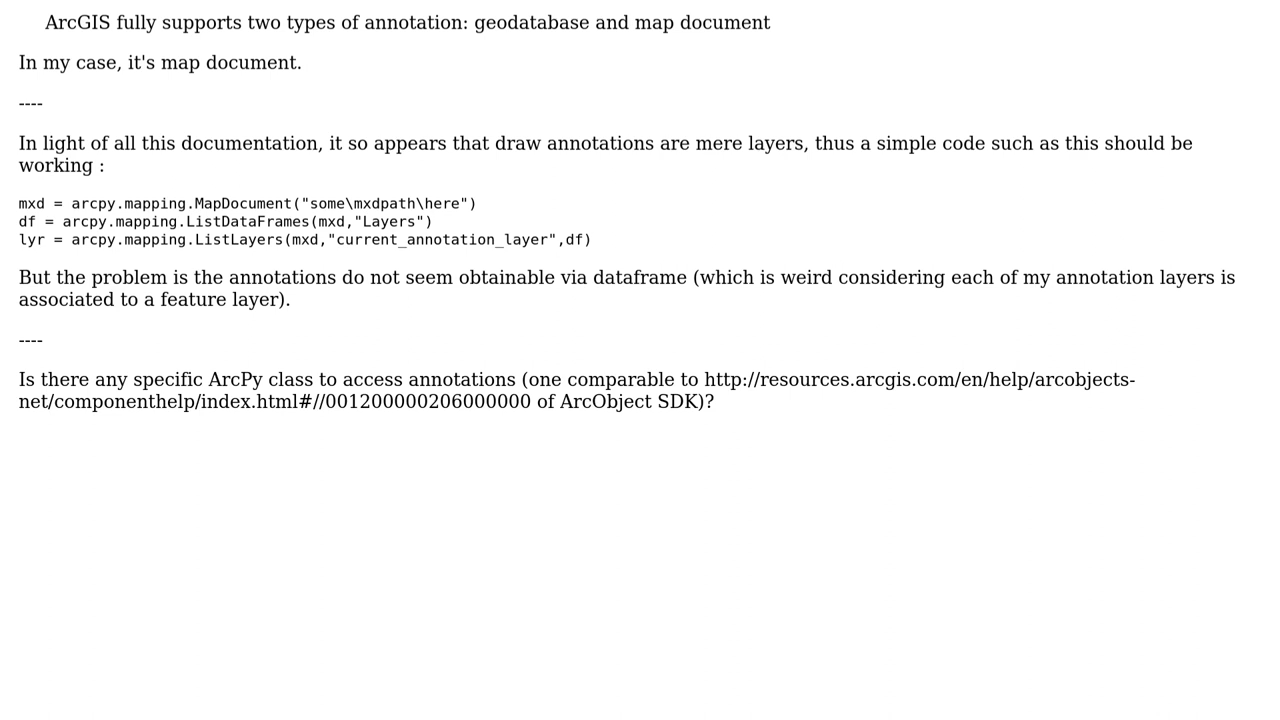 ArcGIS fully supports two types of annotation: geodatabase and map document
In my case, it's map document.
----
In light of all this documentation, it so appears that draw annotations are mere layers, thus a simple code such as this should be
working :
mxd = arcpy.mapping.MapDocument("some\mxdpath\here")
df = arcpy.mapping.ListDataFrames(mxd,"Layers")
lyr = arcpy.mapping.ListLayers(mxd,"current_annotation_layer",df)
But the problem is the annotations do not seem obtainable via dataframe (which is weird considering each of my annotation layers is
associated to a feature layer).
----
Is there any specific ArcPy class to access annotations (one comparable to http://resources.arcgis.com/en/help/arcobjects-
net/componenthelp/index.html#//001200000206000000 of ArcObject SDK)?